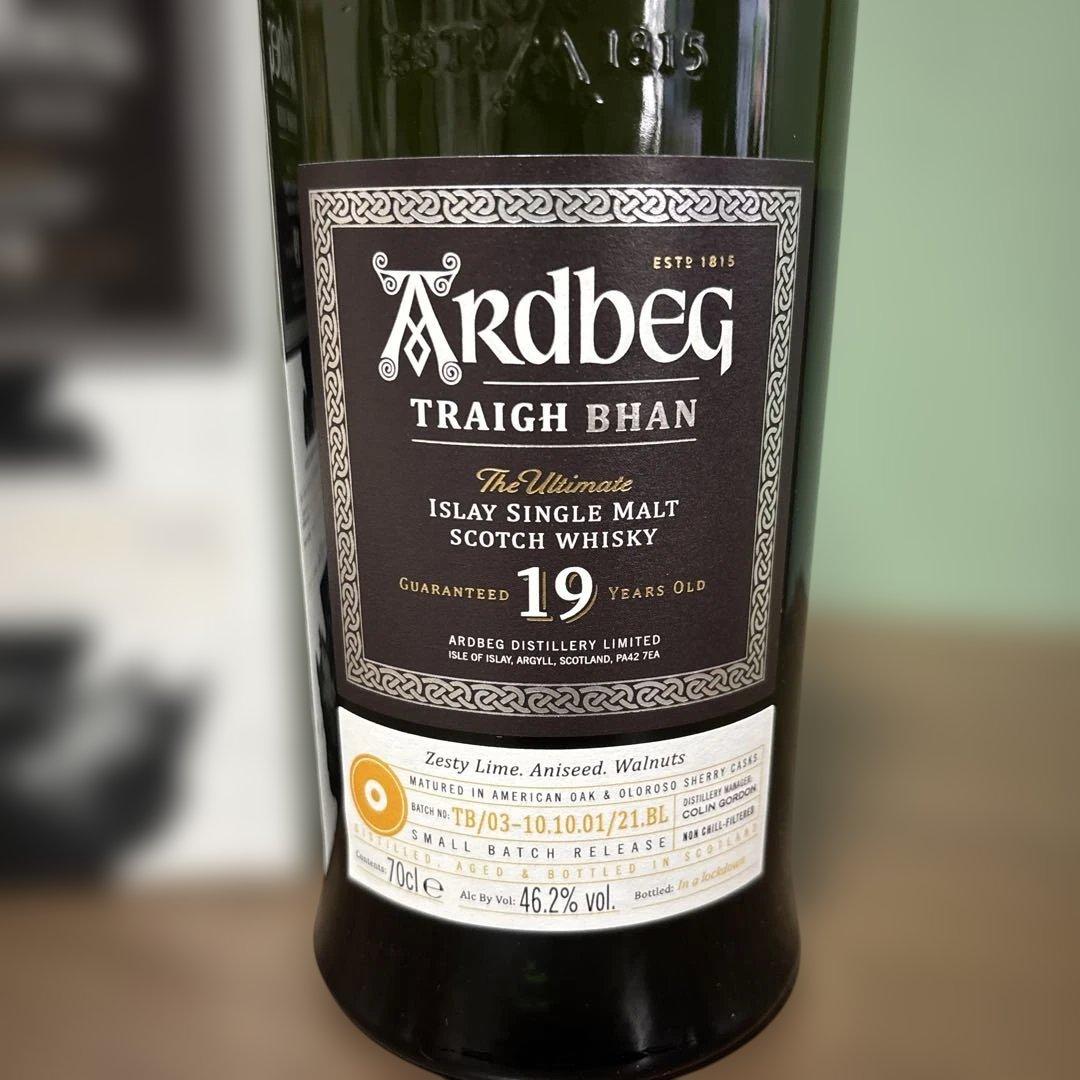 ESTD 1815
ESTD 1815
ARDBEG
TRAIGH BHAN
The Ultimate
ISLAY SINGLE MALT
SCOTCH WHISKY
GUARANTEED 19 YEARS OLD
ARDBEG DISTILLERY LIMITED
ISLE OF ISLAY, ARGYLL, SCOTLAND, PA42 7EA
Zesty Lime. Aniseed. Walnuts
MATURED IN AMERICAN OAK & OLOROSO SHERRY CASKS
BATCH NO: TB/03-10.10.01/21.BL
DISTILLERY MANAGER:
COLIN GORDON
SMALL BATCH RELEASE
NON CHILL-FILTERED
DISTILLED, AGED & BOTTLED IN SCOTLAND
Contents: 70cl e
Alc By Vol: 46.2% vol.
Bottled: In a lockdown